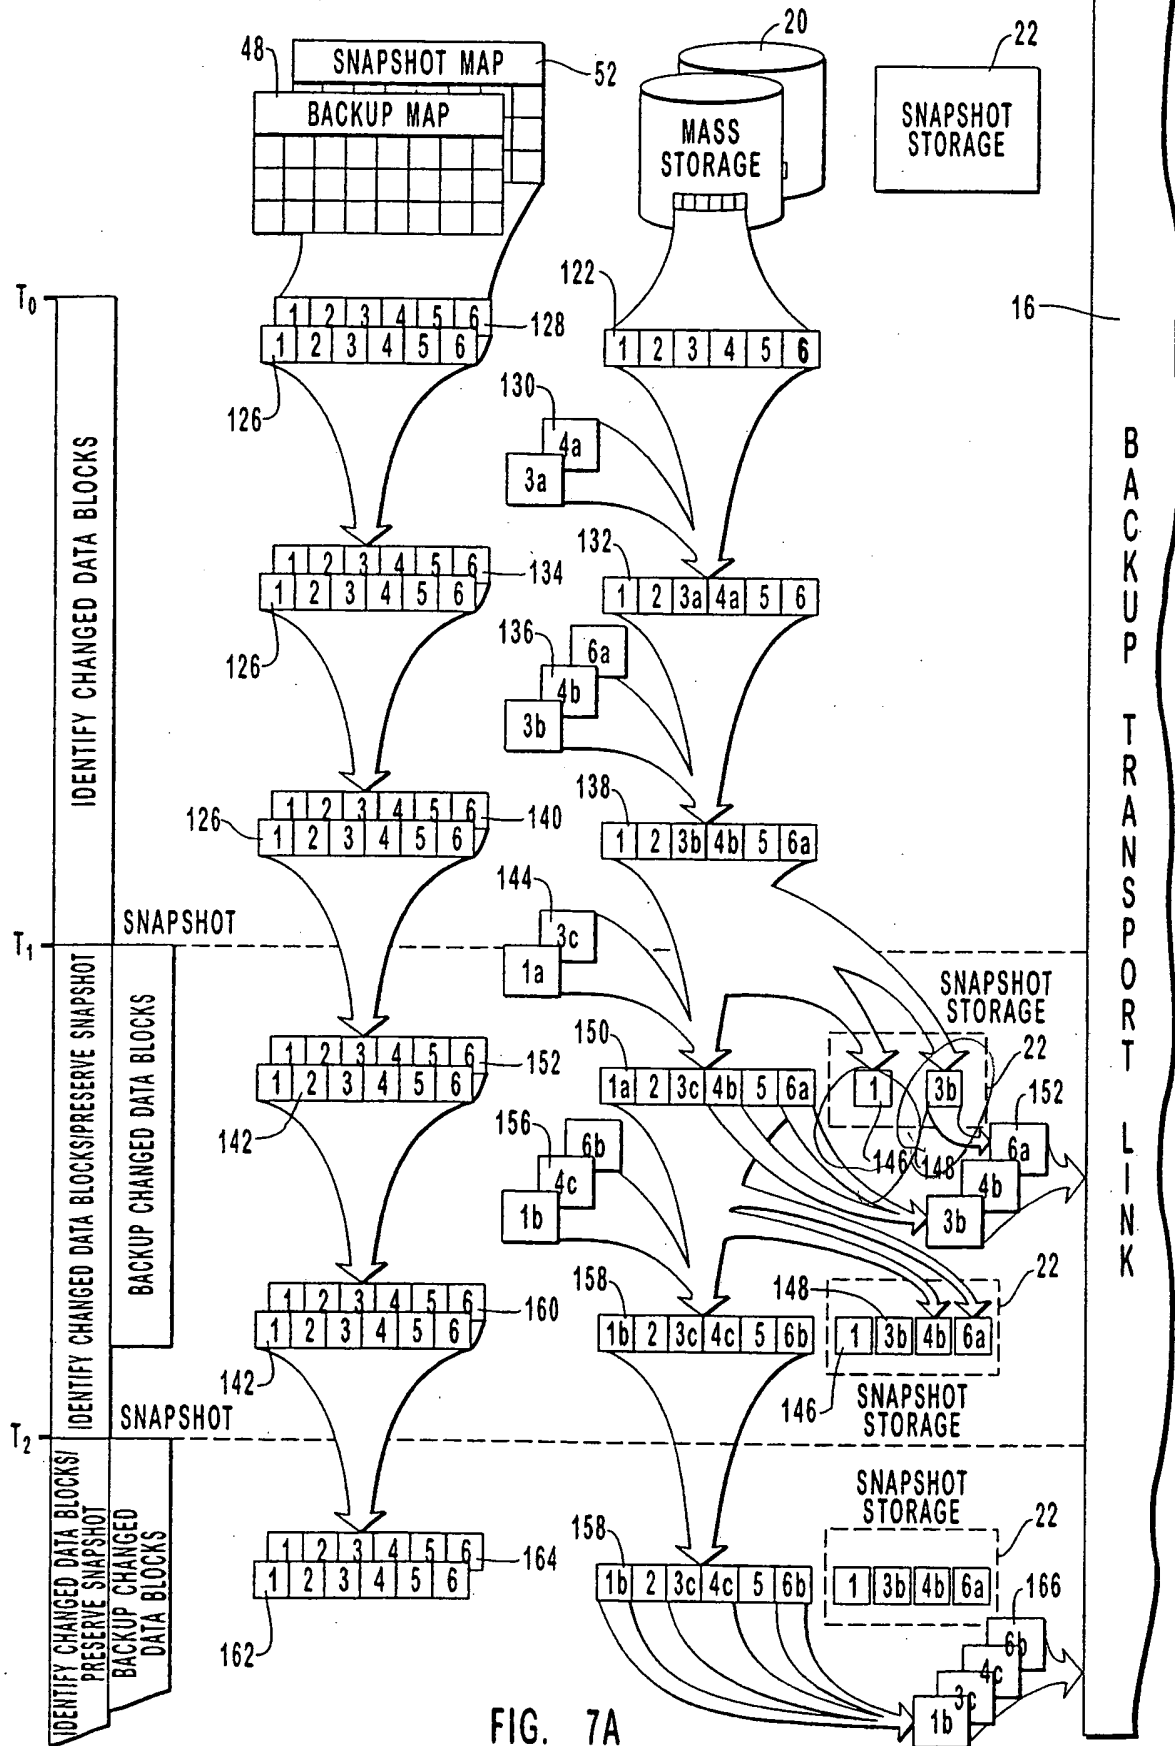 48
SNAPSHOT MAP
52
BACKUP MAP
20
MASS
STORAGE
22
SNAPSHOT
STORAGE
T0
1 2 3 4 5 6
128
1 2 3 4 5 6
126
122
1 2 3 4 5 6
16
130
4a
3a
IDENTIFY CHANGED DATA BLOCKS
1 2 3 4 5 6
134
1 2 3 4 5 6
126
132
1 2 3a 4a 5 6
136
6a
4b
3b
1 2 3 4 5 6
140
126
1 2 3 4 5 6
138
1 2 3b 4b 5 6a
BACKUP TRANSPORT LINK
SNAPSHOT
T1
144
3c
1a
SNAPSHOT
STORAGE
IDENTIFY CHANGED DATA BLOCKS/PRESERVE SNAPSHOT
BACKUP CHANGED DATA BLOCKS
1 2 3 4 5 6
152
1 2 3 4 5 6
142
150
1a 2 3c 4b 5 6a
1
3b
22
146
148
152
6a
4b
3b
156
6b
4c
1b
1 2 3 4 5 6
160
1 2 3 4 5 6
142
158
1b 2 3c 4c 5 6b
148
22
1 3b 4b 6a
146
SNAPSHOT
STORAGE
SNAPSHOT
T2
IDENTIFY CHANGED DATA BLOCKS/
PRESERVE SNAPSHOT
BACKUP CHANGED
DATA BLOCKS
1 2 3 4 5 6
164
1 2 3 4 5 6
162
158
1b 2 3c 4c 5 6b
SNAPSHOT
STORAGE
22
1 3b 4b 6a
166
6b
4c
3c
1b
FIG. 7A